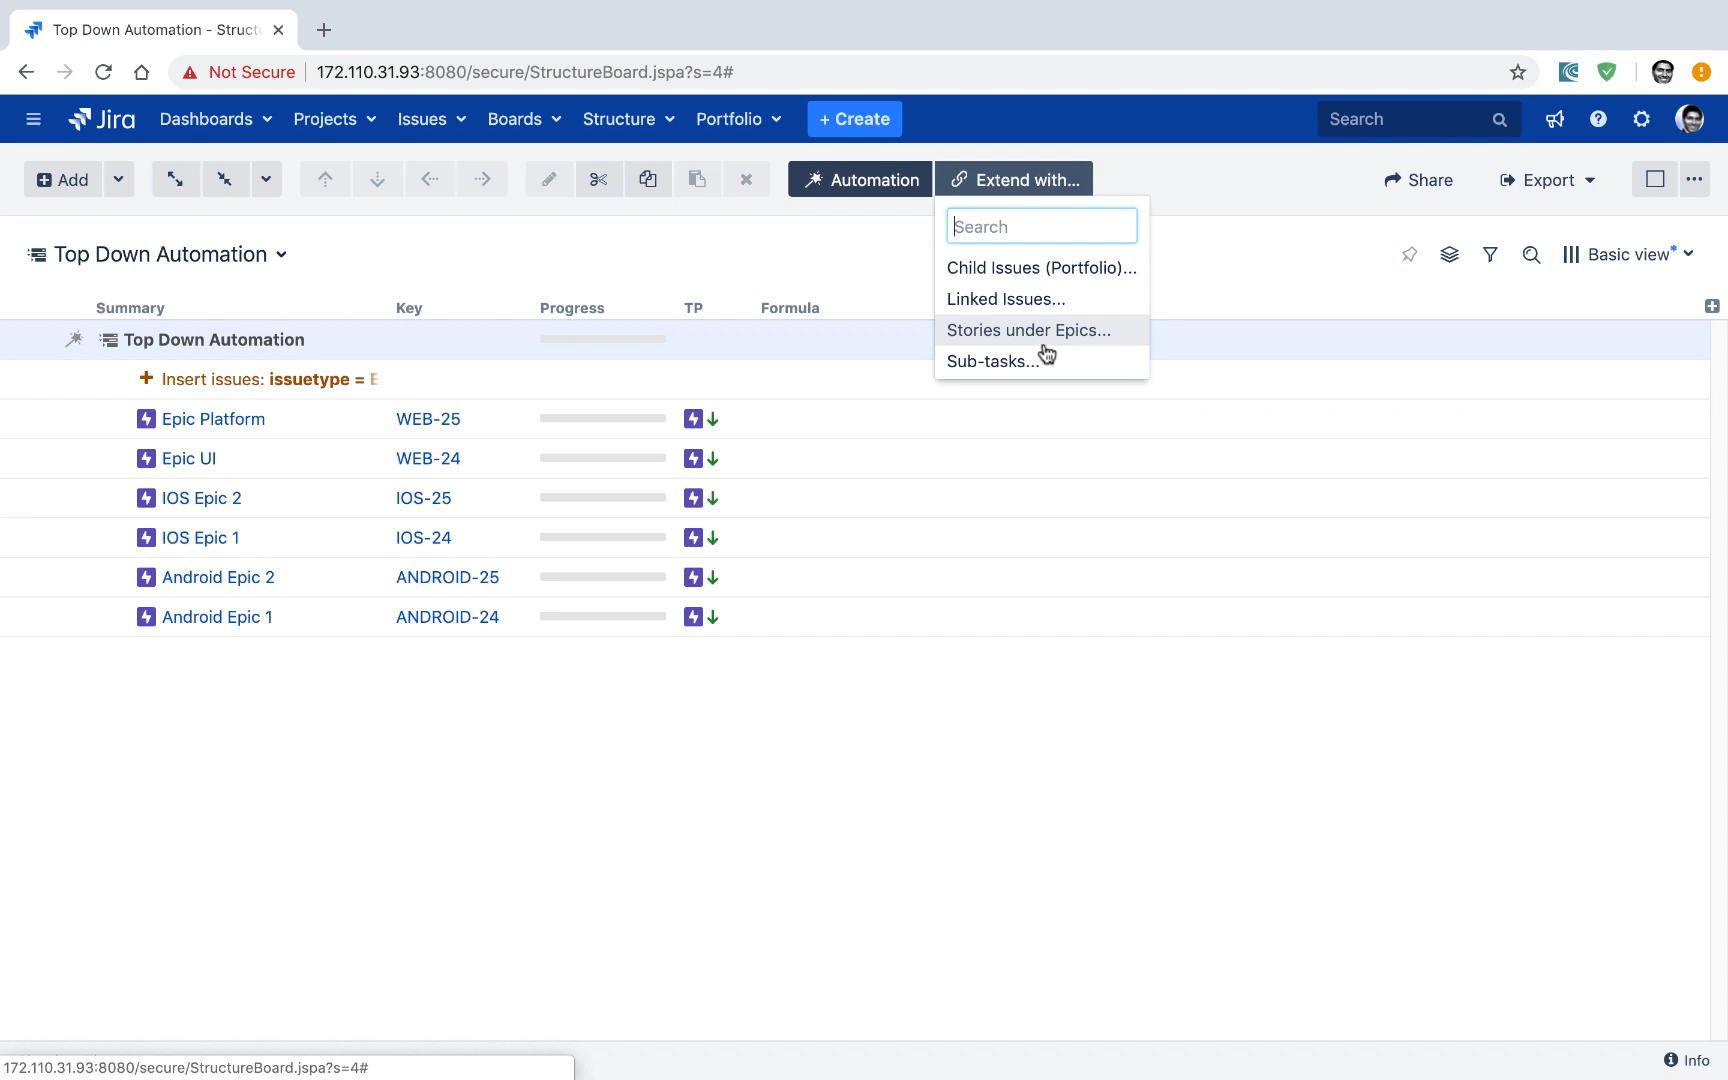 Top Down Automation - Struct
Not Secure 172.110.31.93:8080/secure/StructureBoard.jspa?s=4#
Jira Dashboards Projects Issues Boards Structure Portfolio + Create Search
Add Automation Extend with... Share Export
Search
Child Issues (Portfolio)...
Linked Issues...
Stories under Epics...
Sub-tasks...
Top Down Automation Basic view*
Summary Key Progress TP Formula
Top Down Automation
Insert issues: issuetype = E
Epic Platform WEB-25
Epic UI WEB-24
IOS Epic 2 IOS-25
IOS Epic 1 IOS-24
Android Epic 2 ANDROID-25
Android Epic 1 ANDROID-24
172.110.31.93:8080/secure/StructureBoard.jspa?s=4#
Info